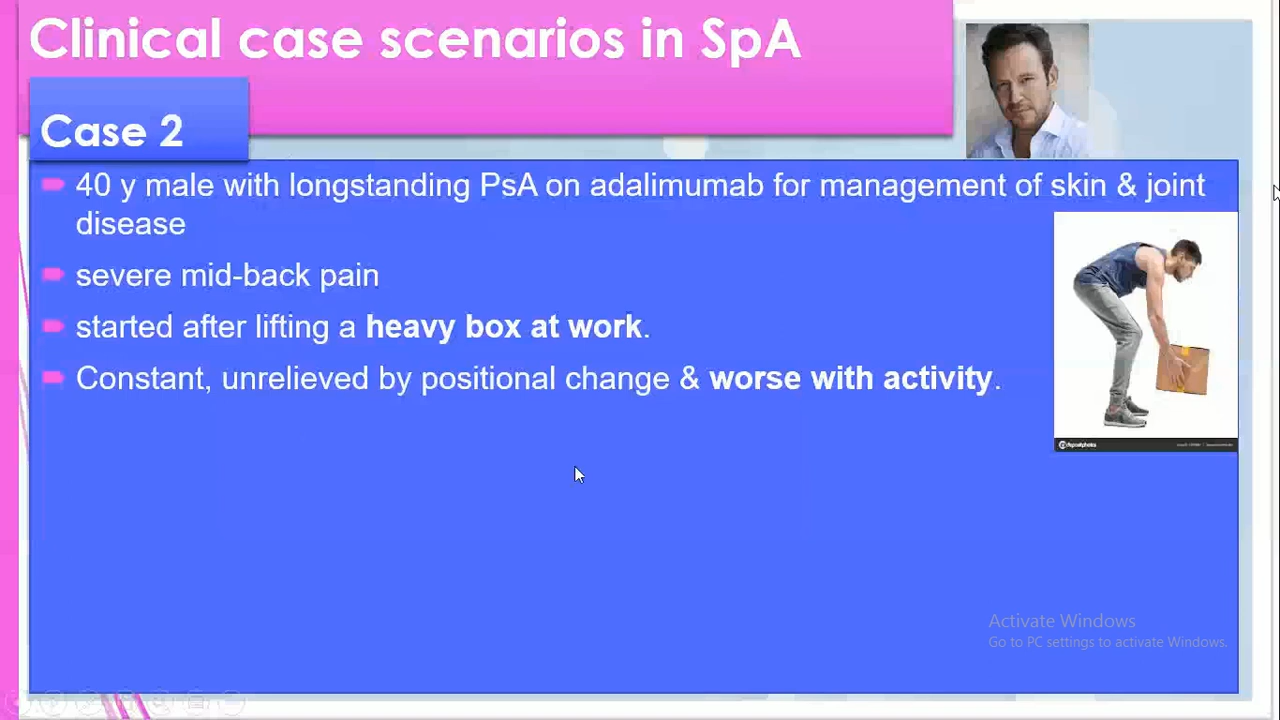 Clinical case scenarios in SpA
Case 2
40 y male with longstanding PsA on adalimumab for management of skin & joint
disease
severe mid-back pain
started after lifting a heavy box at work.
Constant, unrelieved by positional change & worse with activity.
depositphotos
Activate Windows
Go to PC settings to activate Windows.